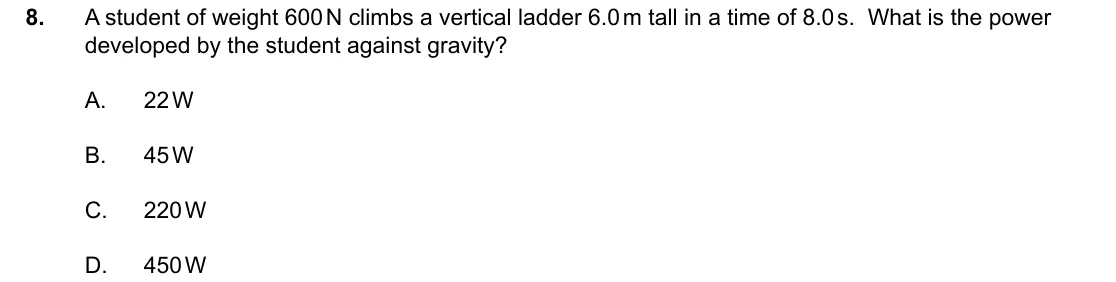 8. A student of weight 600 N climbs a vertical ladder 6.0 m tall in a time of 8.0 s. What is the power
developed by the student against gravity?
A. 22 W
B. 45 W
C. 220 W
D. 450 W